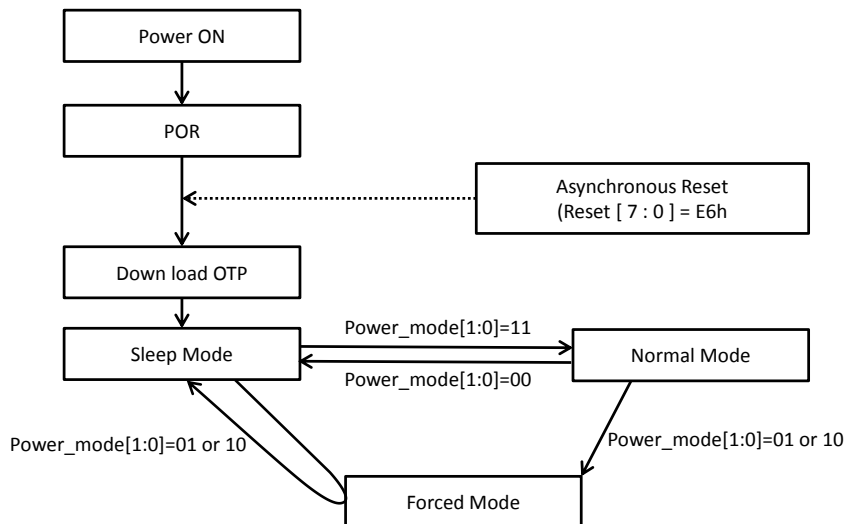 Power ON
POR
Asynchronous Reset
(Reset [ 7 : 0 ] = E6h
Down load OTP
Power_mode[1:0]=11
Sleep Mode
Normal Mode
Power_mode[1:0]=00
Power_mode[1:0]=01 or 10
Power_mode[1:0]=01 or 10
Forced Mode